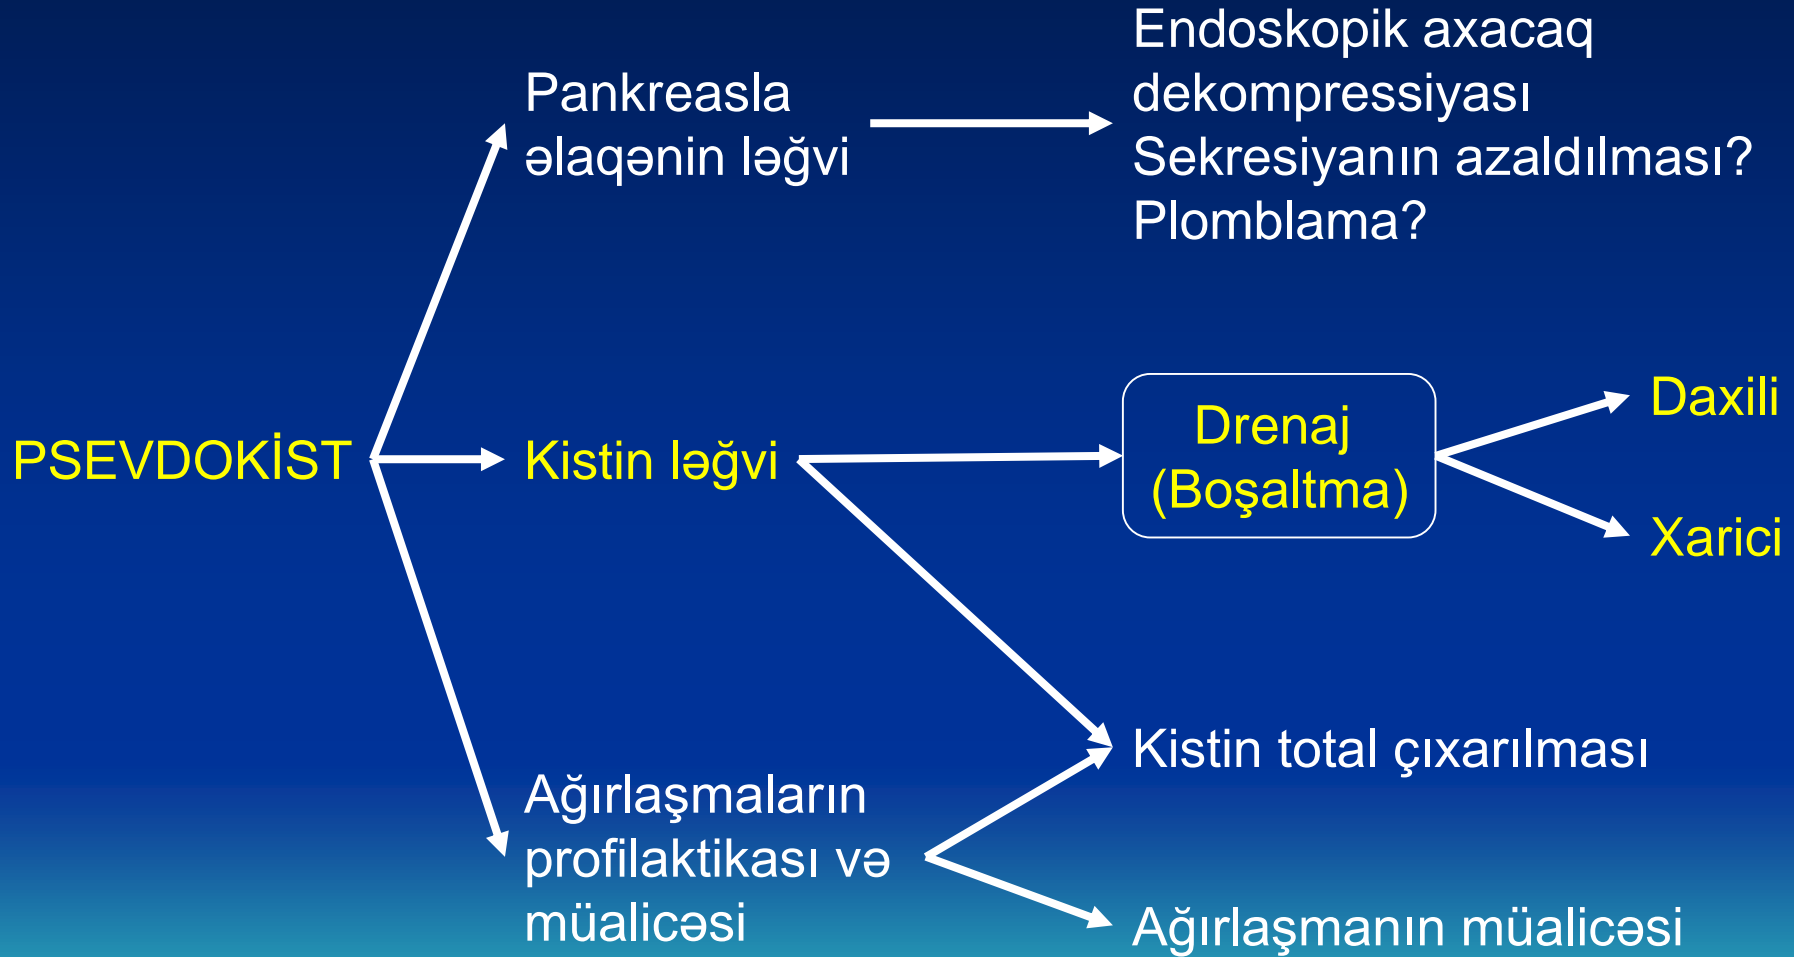 PSEVDOKİST
Pankreasla
əlaqənin ləğvi
Endoskopik axacaq
dekompressiyası
Sekresiyanın azaldılması?
Plomblama?
Kistin ləğvi
Drenaj
(Boşaltma)
Daxili
Xarici
Kistin total çıxarılması
Ağırlaşmaların
profilaktikası və
müalicəsi
Ağırlaşmanın müalicəsi